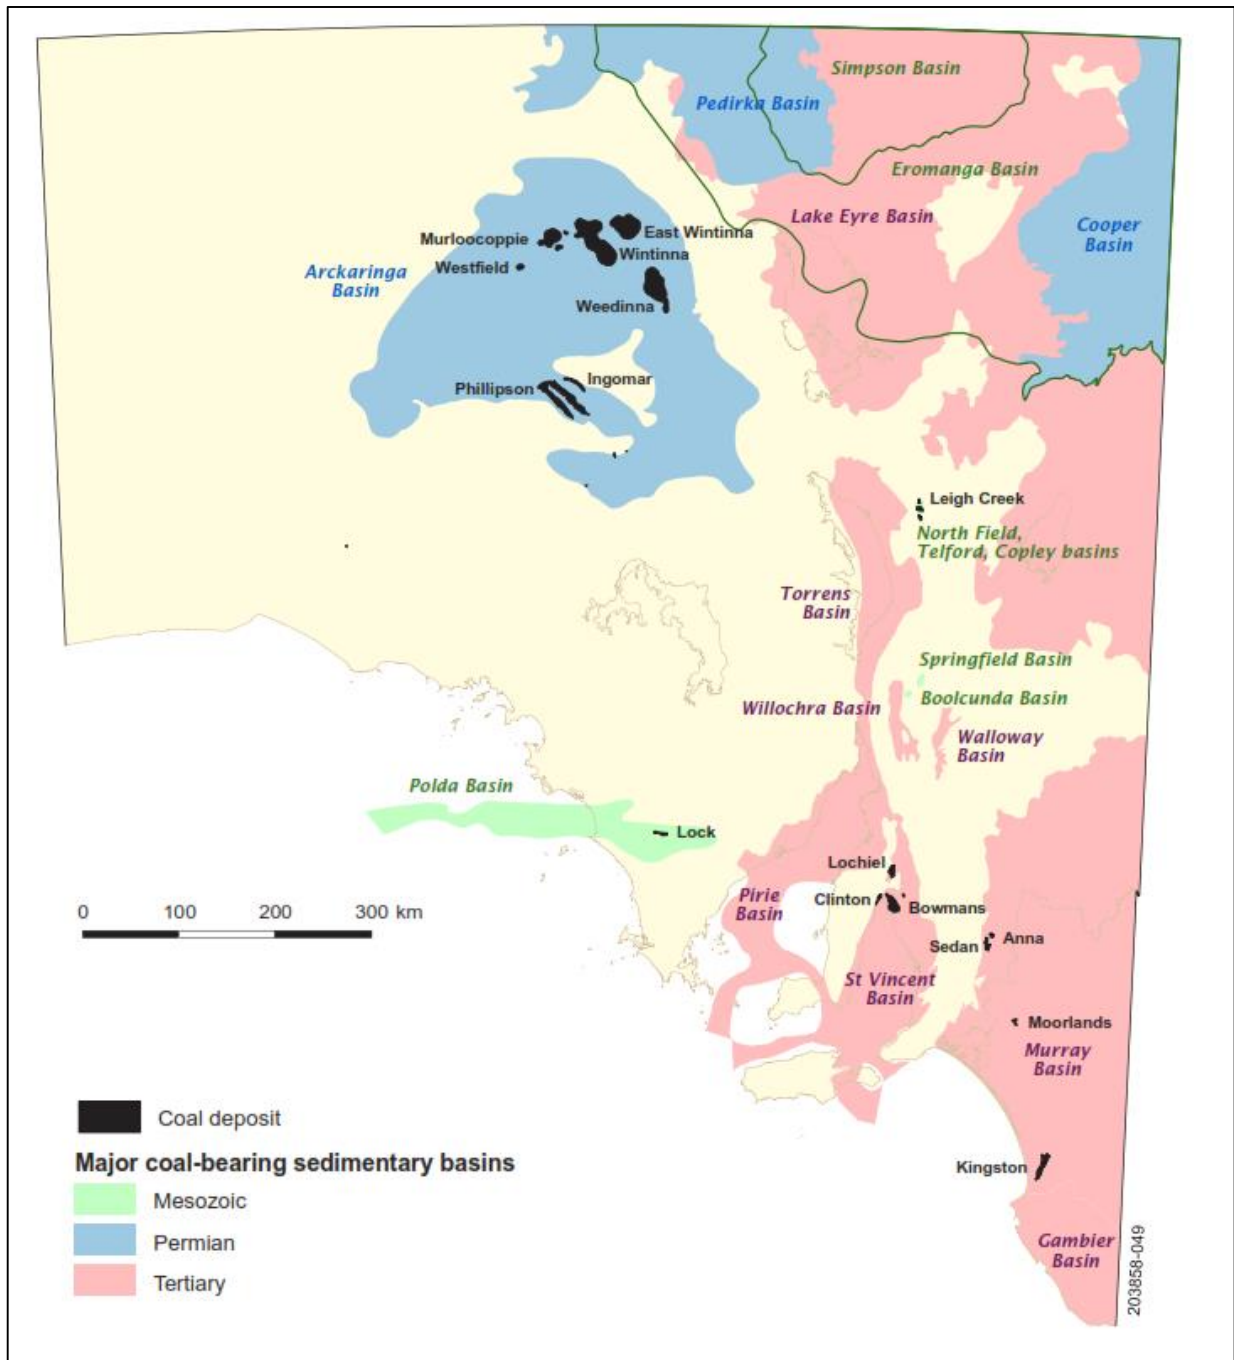 Simpson Basin
Pedirka Basin
Eromanga Basin
Lake Eyre Basin
Cooper
Basin
Murloocoppie
East Wintinna
Wintinna
Westfield
Arckaringa
Basin
Weedinna
Ingomar
Phillipson
Leigh Creek
North Field,
Telford, Copley basins
Torrens
Basin
Springfield Basin
Boolcunda Basin
Willochra Basin
Walloway
Basin
Polda Basin
Lock
Lochiel
Clinton
Bowmans
Pirie
Basin
0 100 200 300 km
Anna
Sedan
St Vincent
Basin
Moorlands
Murray
Basin
Coal deposit
Major coal-bearing sedimentary basins
Mesozoic
Permian
Tertiary
Kingston
Gambier
Basin
203858-049